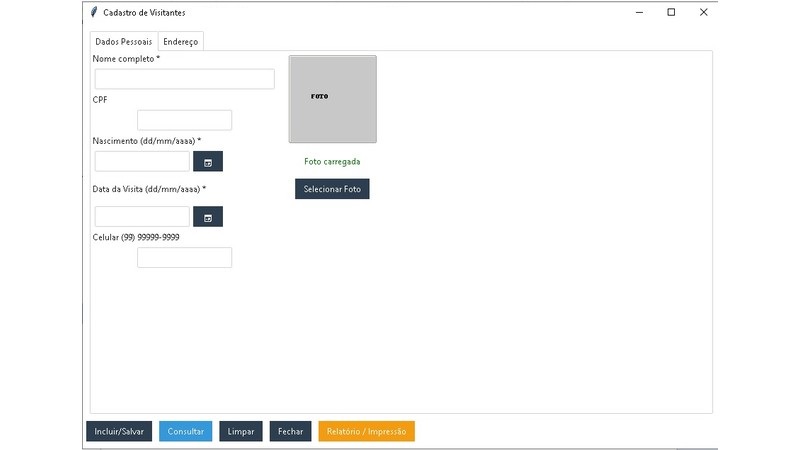 Cadastro de Visitantes
Dados Pessoais
Endereço
Nome completo *
FOTO
CPF
Nascimento (dd/mm/aaaa) *
Foto carregada
Data da Visita (dd/mm/aaaa) *
Selecionar Foto
Celular (99) 99999-9999
Incluir/Salvar
Consultar
Limpar
Fechar
Relatório / Impressão